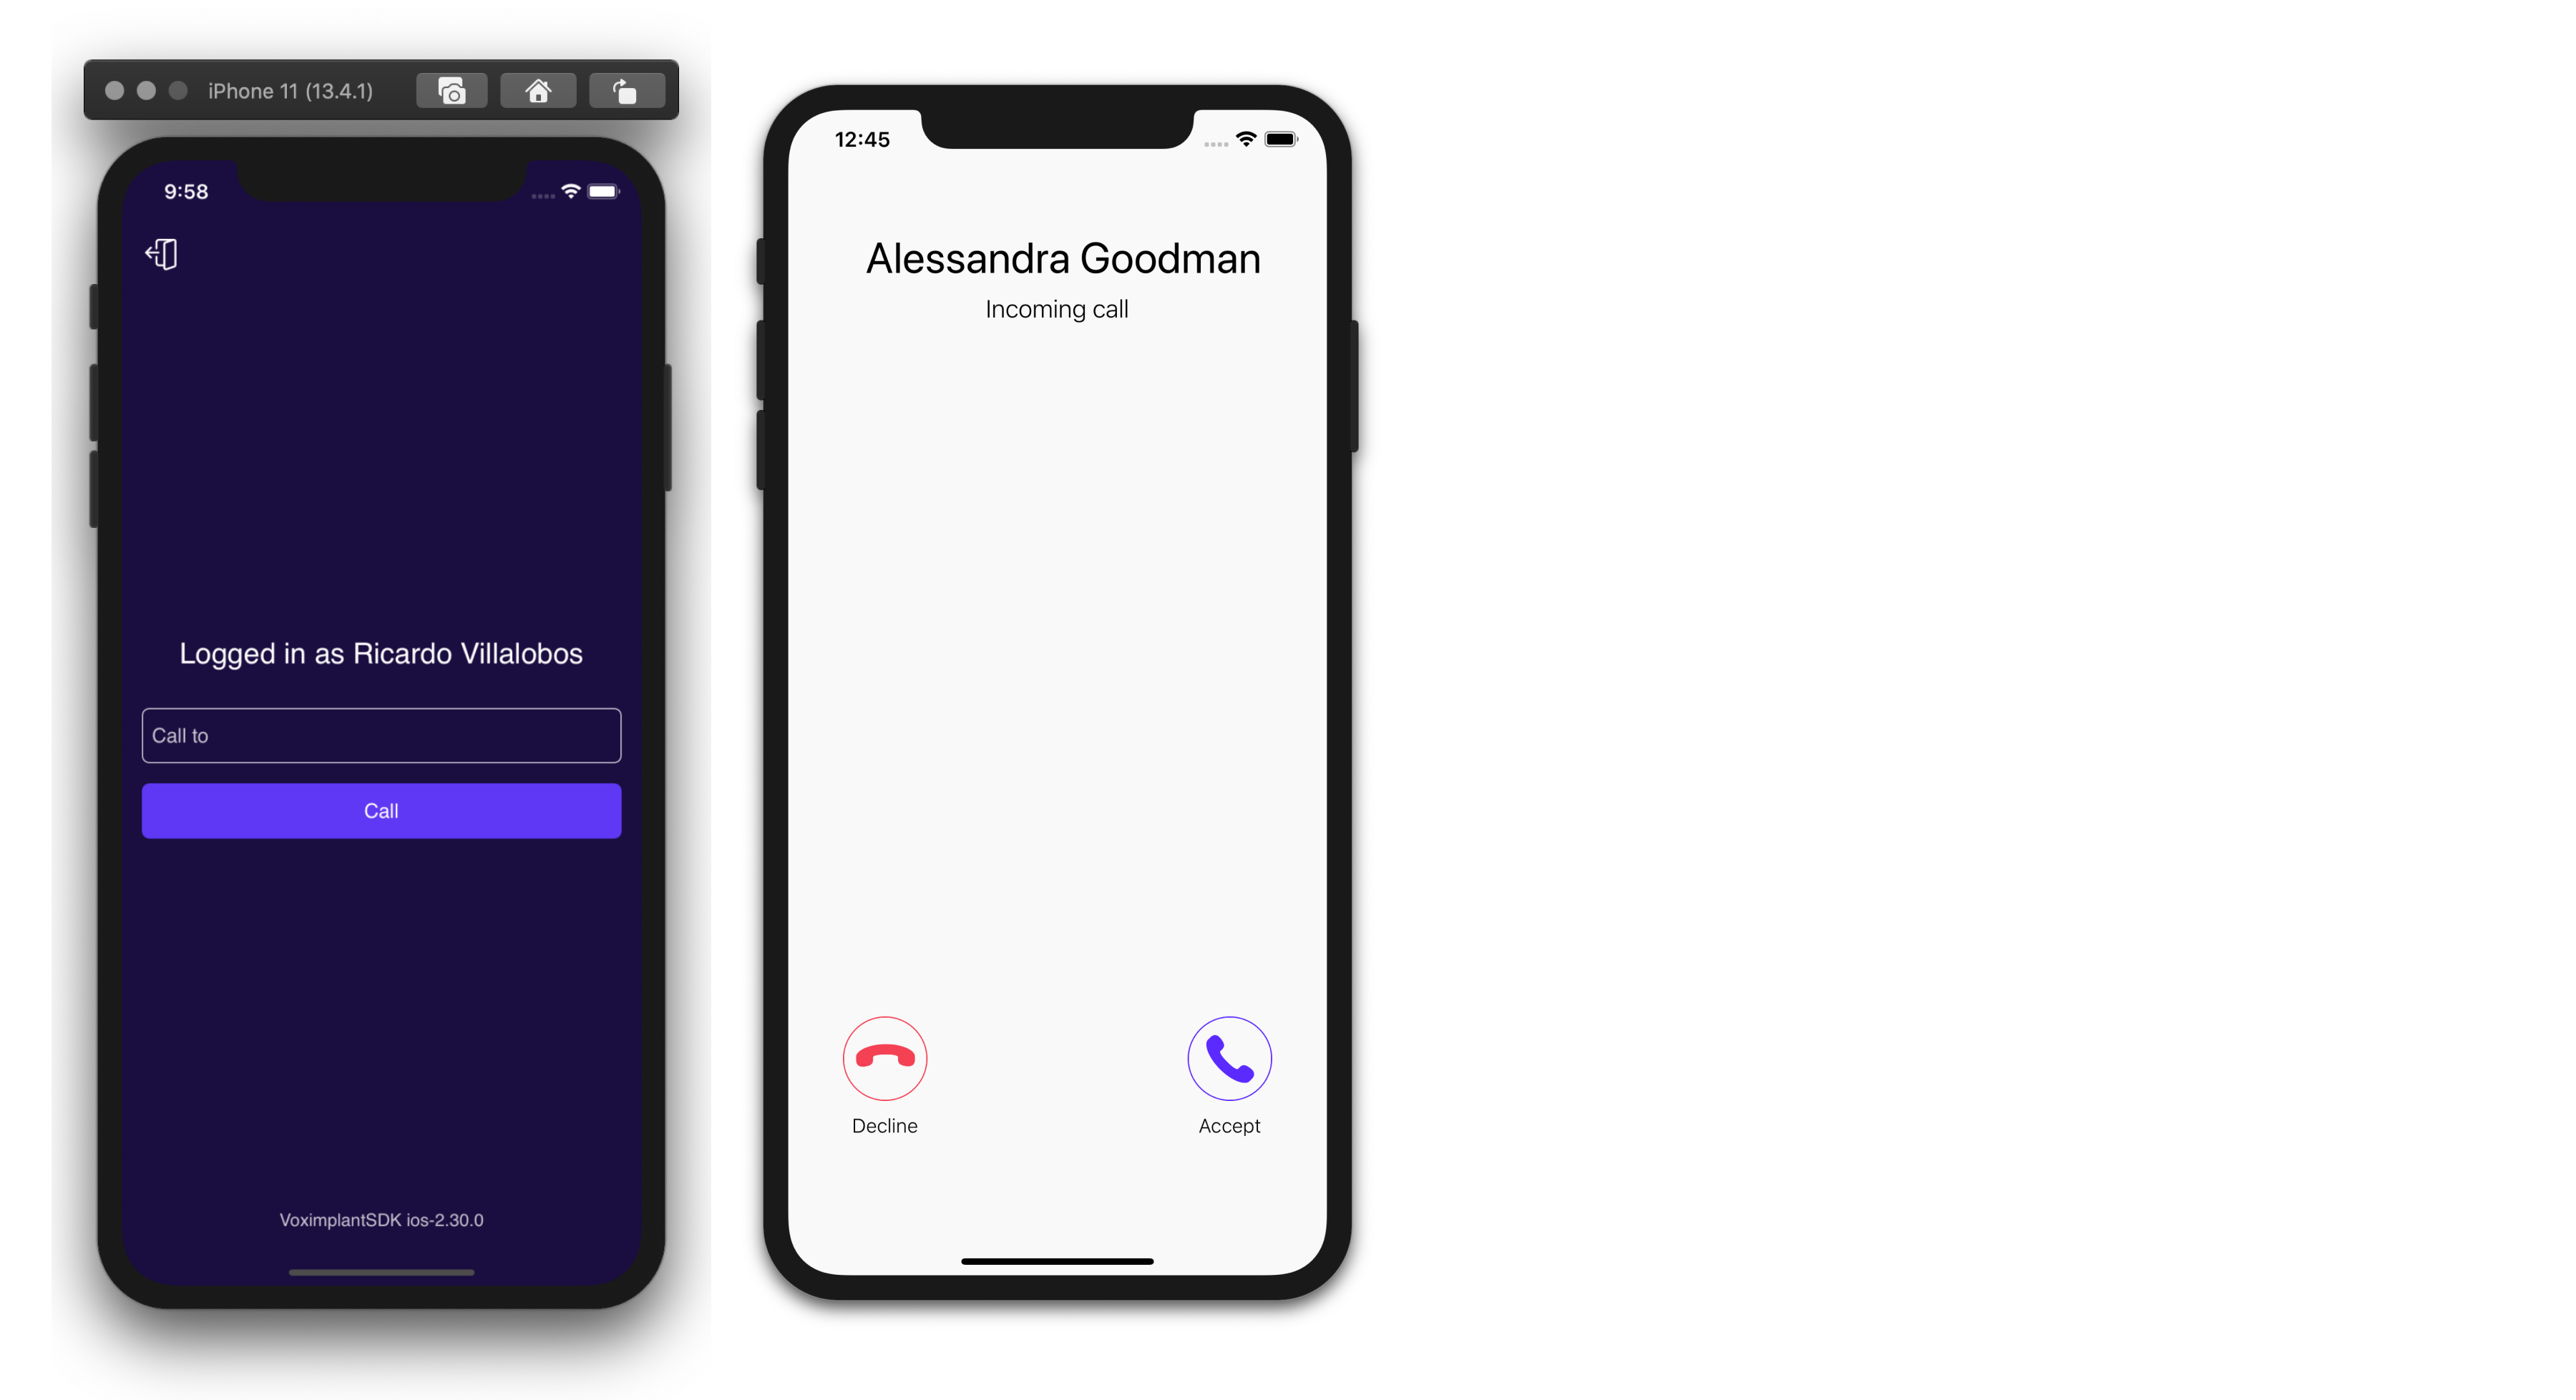 iPhone 11 (13.4.1)
9:58
Logged in as Ricardo Villalobos
Call to
Call
VoximplantSDK ios-2.30.0
12:45
Alessandra Goodman
Incoming call
Decline
Accept